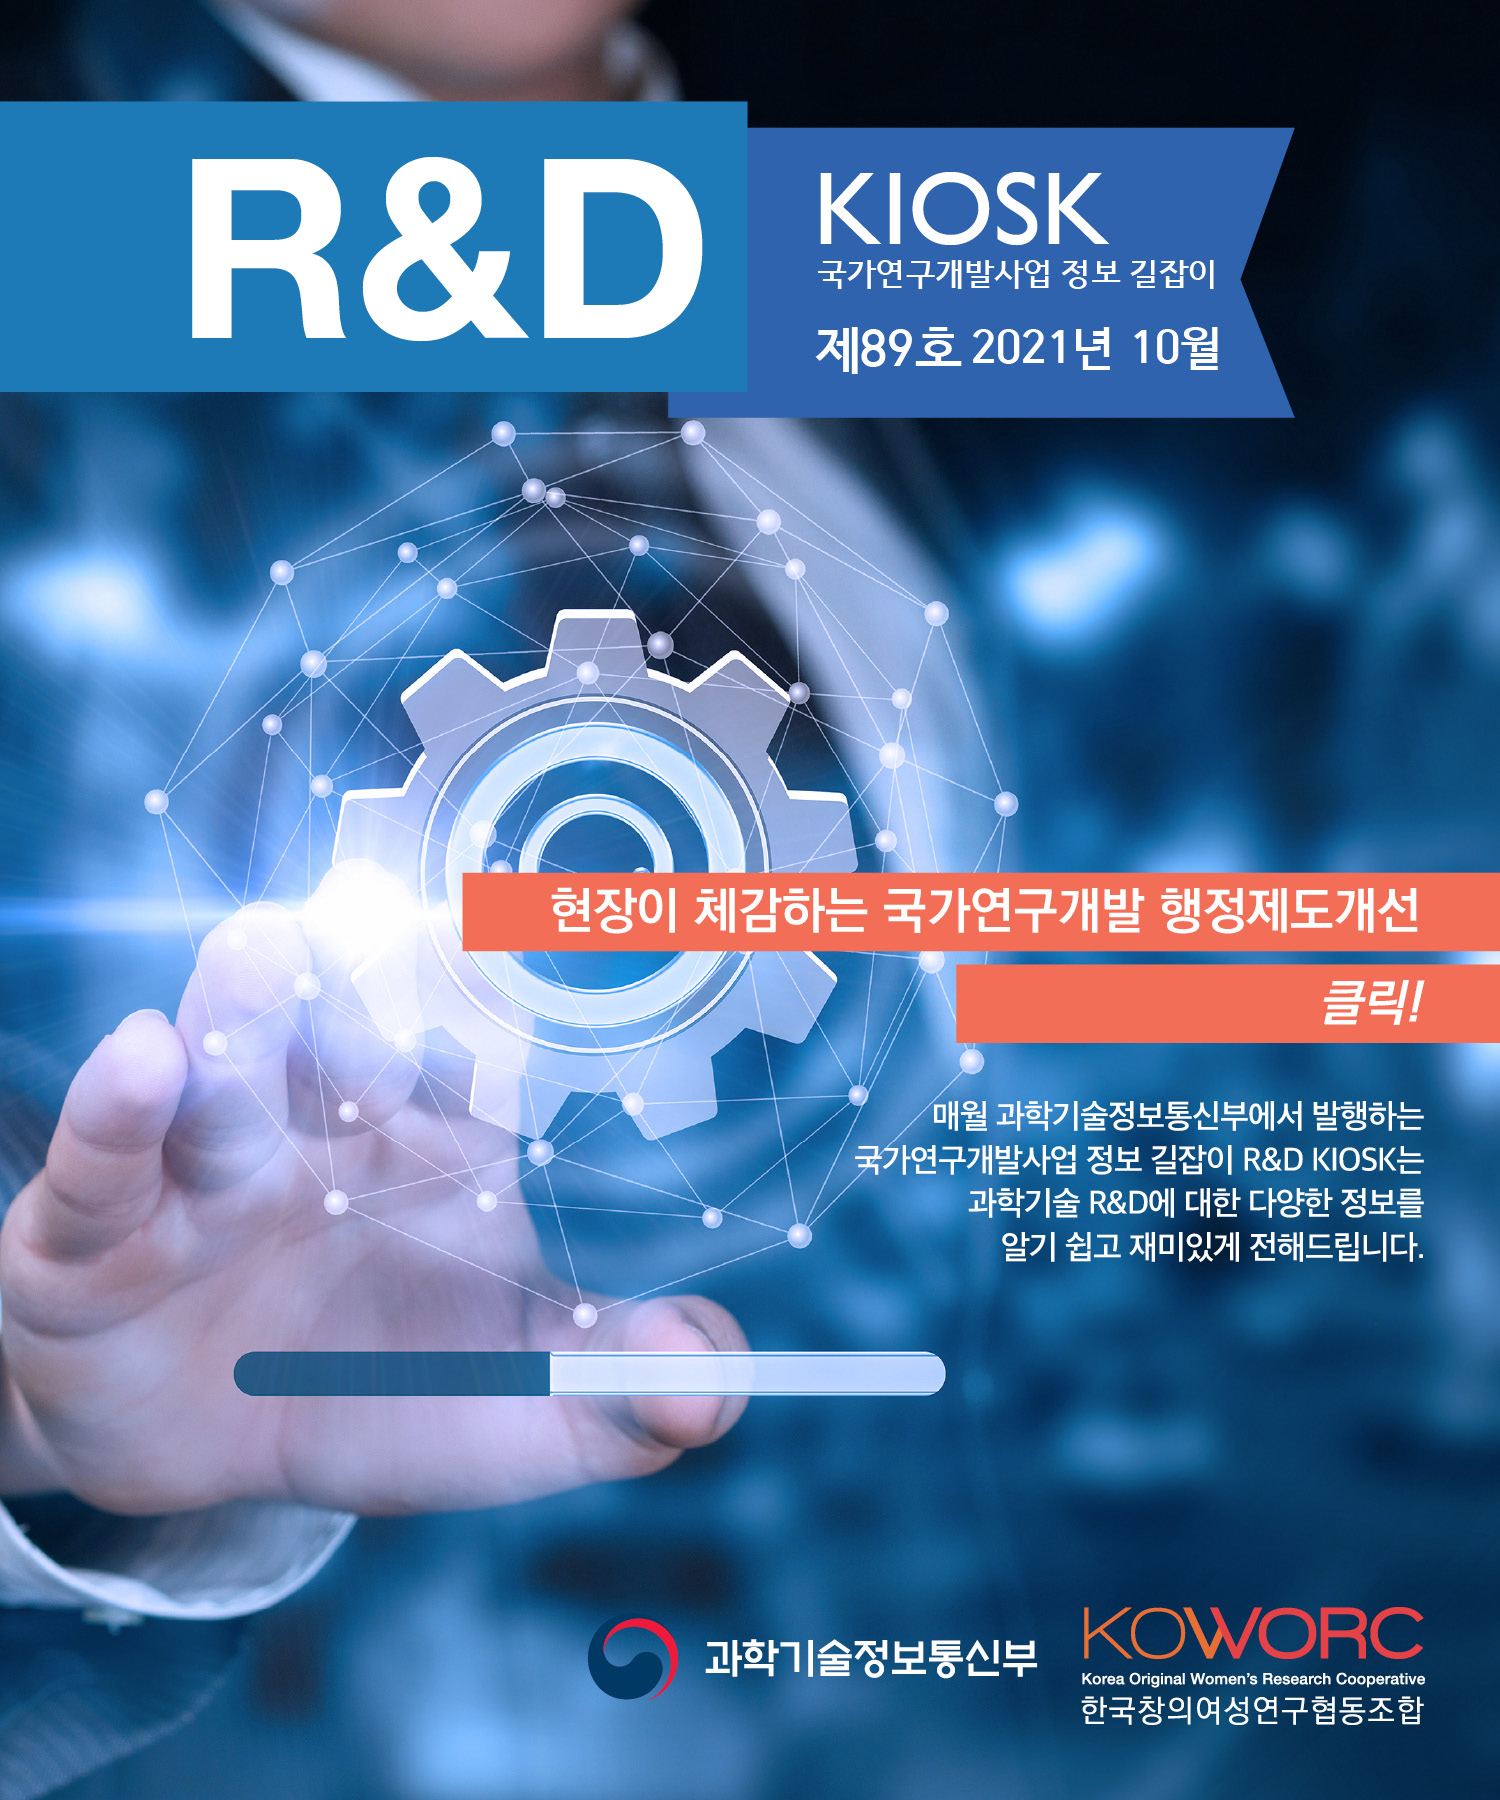 R&D
KIOSK
국가연구개발사업 정보 길잡이
제89호 2021년 10월
현장이 체감하는 국가연구개발 행정제도개선
클릭!
매월 과학기술정보통신부에서 발행하는
국가연구개발사업 정보 길잡이 R&D KIOSK는
과학기술 R&D에 대한 다양한 정보를
알기 쉽고 재미있게 전해드립니다.
과학기술정보통신부
KOWORC
Korea Original Women's Research Cooperative
한국창의여성연구협동조합